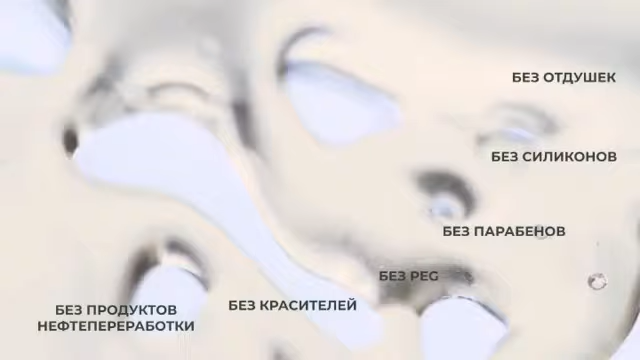 БЕЗ ОТДУШЕК
БЕЗ СИЛИКОНОВ
БЕЗ ПАРАБЕНОВ
БЕЗ PEG
БЕЗ КРАСИТЕЛЕЙ
БЕЗ ПРОДУКТОВ
НЕФТЕПЕРЕРАБОТКИ